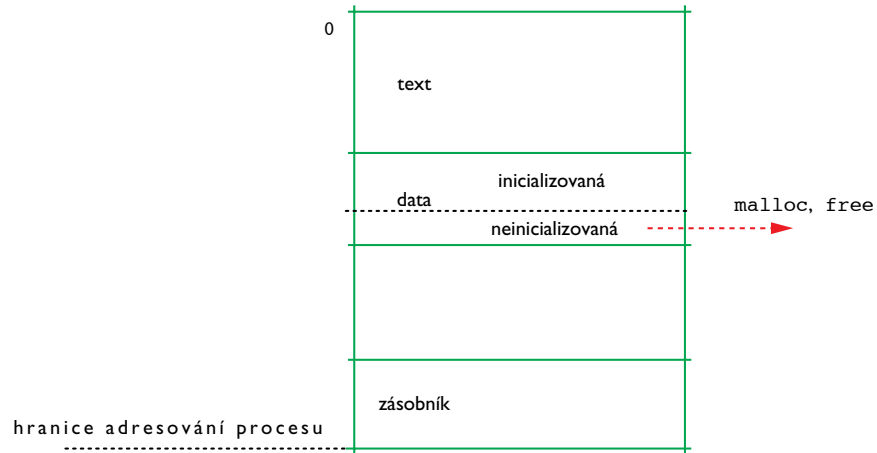 0
text
inicializovaná
data
malloc, free
neinicializovaná
zásobník
hranice adresování procesu